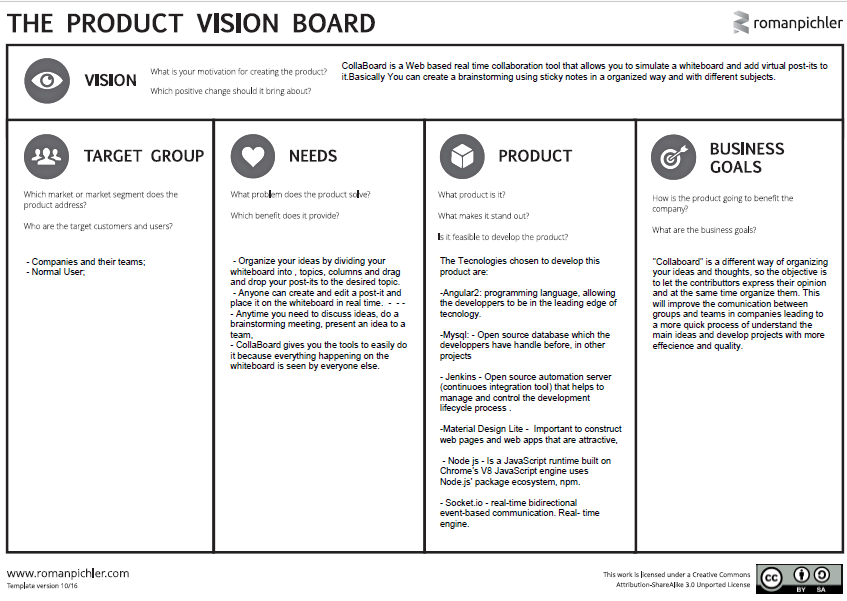 THE PRODUCT VISION BOARD
romanpichler
VISION
What is your motivation for creating the product?
Which positive change should it bring about?
CollaBoard is a Web based real time collaboration tool that allows you to simulate a whiteboard and add virtual post-its to
it.Basically You can create a brainstorming using sticky notes in a organized way and with different subjects.
TARGET GROUP
Which market or market segment does the
product address?
Who are the target customers and users?
- Companies and their teams;
- Normal User;
NEEDS
What problem does the product solve?
Which benefit does it provide?
- Organize your ideas by dividing your
whiteboard into , topics, columns and drag
and drop your post-its to the desired topic.
- Anyone can create and edit a post-it and
place it on the whiteboard in real time. - - -
- Anytime you need to discuss ideas, do a
brainstorming meeting, present an idea to a
team,
- CollaBoard gives you the tools to easily do
it because everything happening on the
whiteboard is seen by everyone else.
PRODUCT
What product is it?
What makes it stand out?
Is it feasible to develop the product?
The Tecnologies chosen to develop this
product are:
-Angular2: programming language, allowing
the developpers to be in the leading edge of
tecnology.
-Mysql: - Open source database which the
developpers have handle before, in other
projects
- Jenkins - Open source automation server
(continuoes integration tool) that helps to
manage and control the development
lifecycle process .
-Material Design Lite - Important to construct
web pages and web apps that are attractive,
- Node js - Is a JavaScript runtime built on
Chrome's V8 JavaScript engine uses
Node.js' package ecosystem, npm.
- Socket.io - real-time bidirectional
event-based communication. Real- time
engine.
BUSINESS
GOALS
How is the product going to benefit the
company?
What are the business goals?
"Collaboard" is a different way of organizing
your ideas and thoughts, so the objective is
to let the contributtors express their opinion
and at the same time organize them. This
will improve the comunication between
groups and teams in companies leading to
a more quick process of understand the
main ideas and develop projects with more
effecience and quality.
www.romanpichler.com
Template version 10/16
This work is licensed under a Creative Commons
Attribution-ShareAlike 3.0 Unported License
cc
BY SA